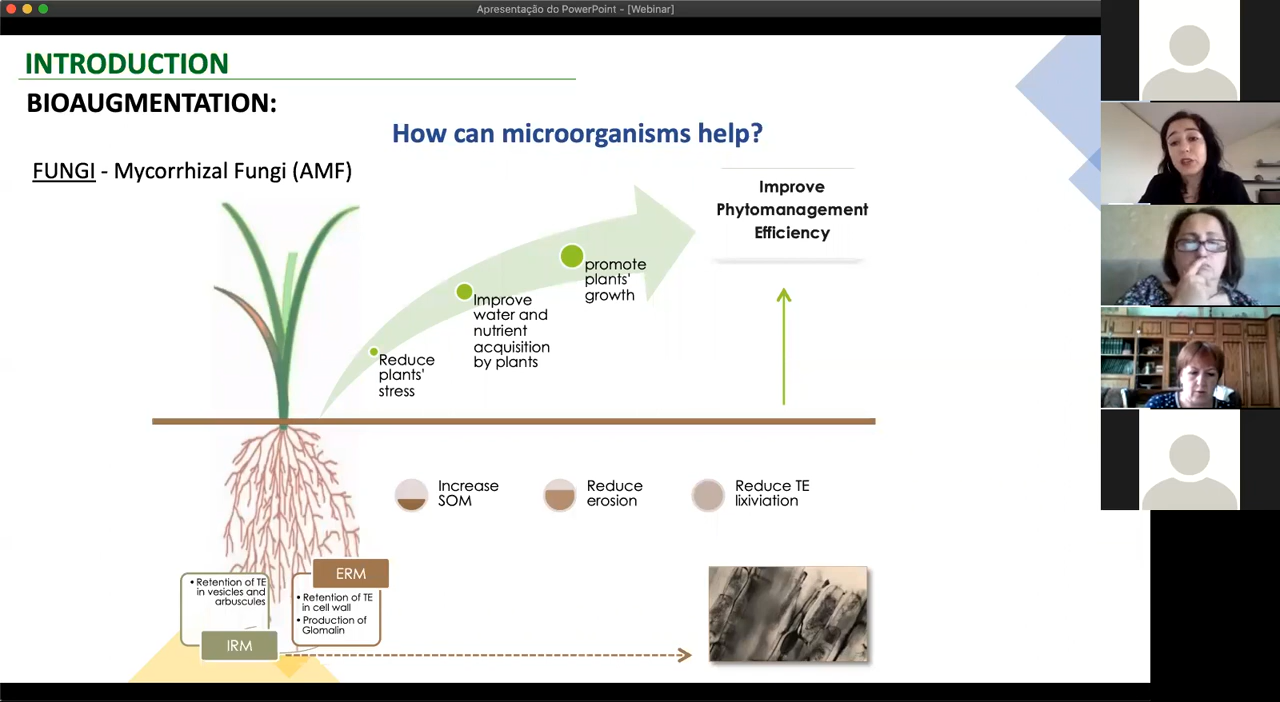 Apresentação do PowerPoint - [Webinar]
INTRODUCTION
BIOAUGMENTATION:
How can microorganisms help?
FUNGI - Mycorrhizal Fungi (AMF)
Improve
Phytomanagement
Efficiency
promote
plants'
growth
Improve
water and
nutrient
acquisition
by plants
Reduce
plants'
stress
Increase
SOM
Reduce
erosion
Reduce TE
lixiviation
• Retention of TE
in vesicles and
arbuscules
IRM
ERM
• Retention of TE
in cell wall
• Production of
Glomalin